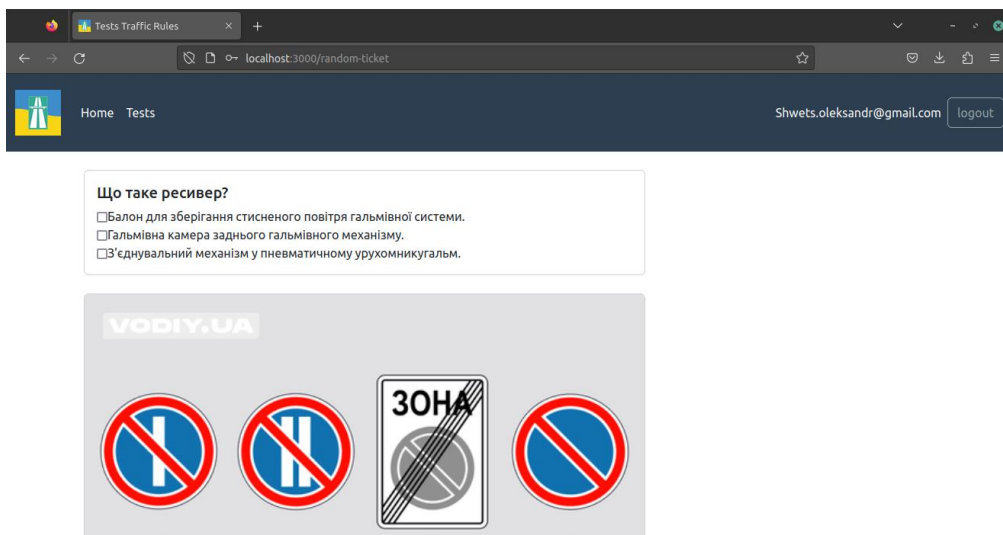 Tests Traffic Rules
localhost:3000/random-ticket
Home Tests
Shwets.oleksandr@gmail.com logout
Що таке ресивер?
Балон для зберігання стисненого повітря гальмівної системи.
Гальмівна камера заднього гальмівного механізму.
З'єднувальний механізм у пневматичному урухомникугальм.
VODIY.UA
ЗОНА